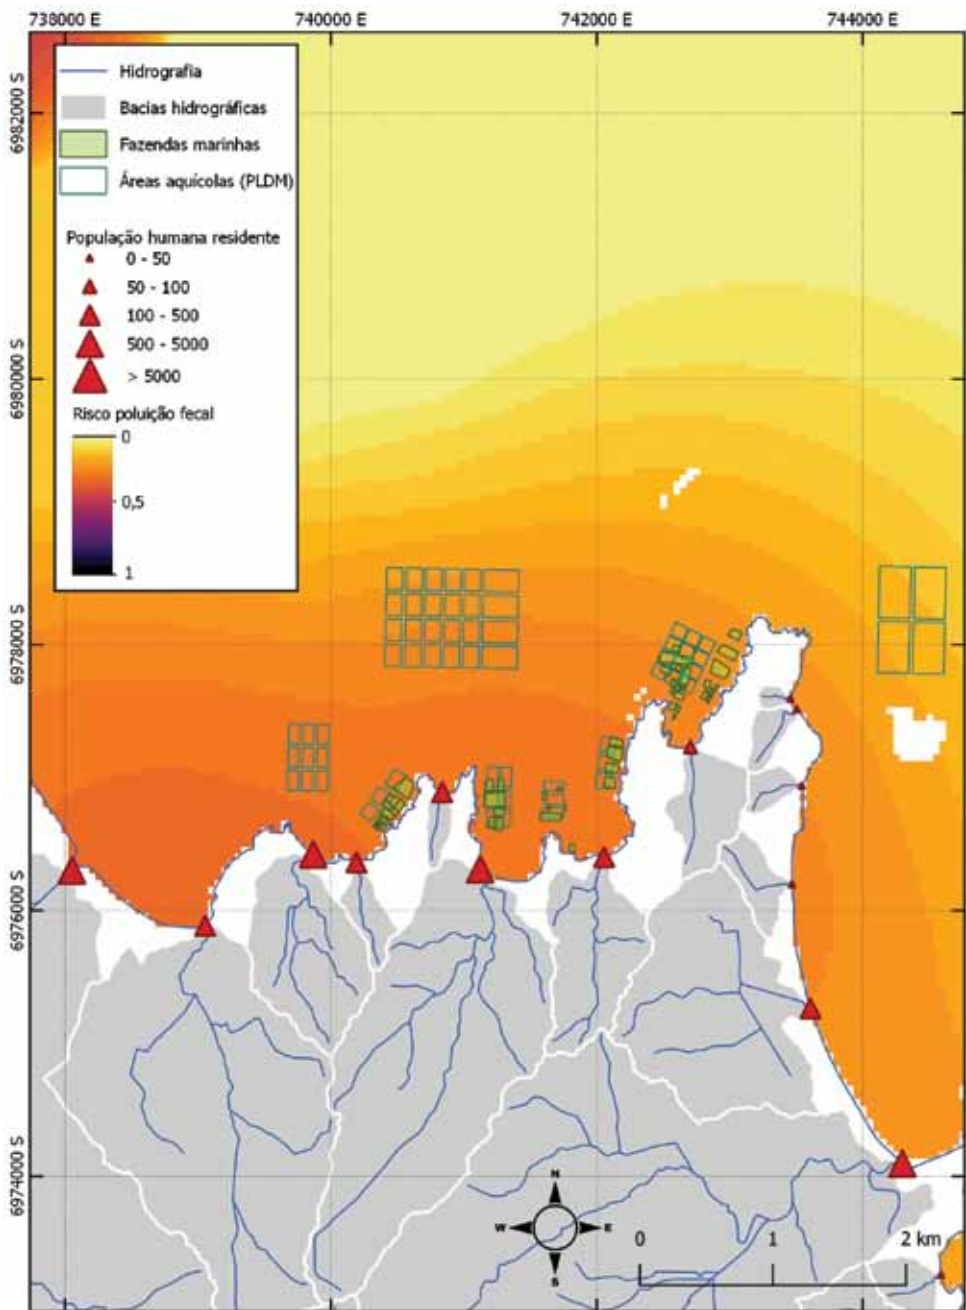 738000 E 740000 E 742000 E 744000 E
6982000 S
6980000 S
6978000 S
6976000 S
6974000 S
Hidrografia
Bacias hidrográficas
Fazendas marinhas
Áreas aquícolas (PLDM)
População humana residente
0 - 50
50 - 100
100 - 500
500 - 5000
> 5000
Risco poluição fecal
0
0,5
1
N
W E
S
0 1 2 km